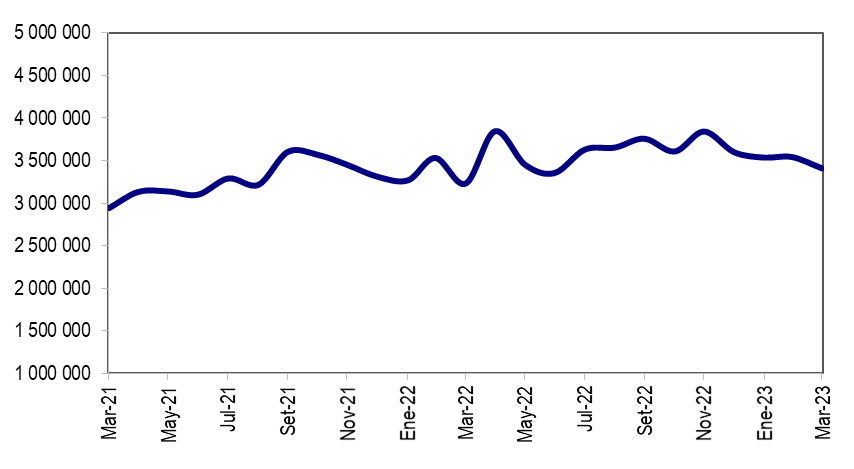 5 000 000
4 500 000
4 000 000
3 500 000
3 000 000
2 500 000
2 000 000
1 500 000
1 000 000
Mar-21
May-21
Jul-21
Set-21
Nov-21
Ene-22
Mar-22
May-22
Jul-22
Set-22
Nov-22
Ene-23
Mar-23